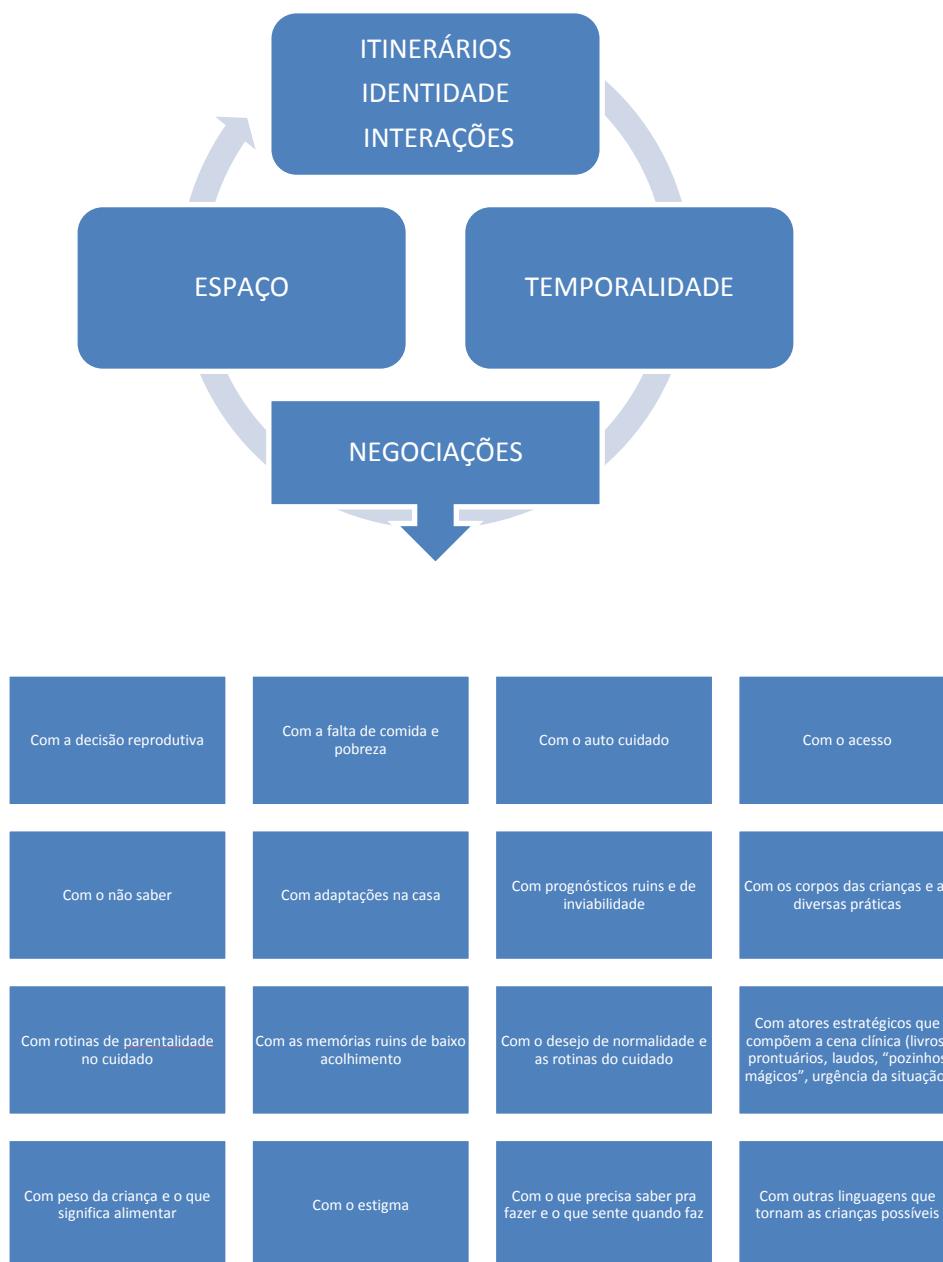 ITINERÁRIOS
IDENTIDADE
INTERAÇÕES
ESPAÇO
TEMPORALIDADE
NEGOCIAÇÕES
Com a decisão reprodutiva
Com a falta de comida e
pobreza
Com o auto cuidado
Com o acesso
Com o não saber
Com adaptações na casa
Com prognósticos ruins e de
inviabilidade
Com os corpos das crianças e a
diversas práticas
Com rotinas de parentalidade
no cuidado
Com as memórias ruins de baixo
acolhimento
Com o desejo de normalidade e
as rotinas do cuidado
Com atores estratégicos que
compõem a cena clínica (livros
prontuários, laudos, “pozinhos
mágicos”, urgência da situação
Com peso da criança e o que
significa alimentar
Com o estigma
Com o que precisa saber pra
fazer e o que sente quando faz
Com outras linguagens que
tornam as crianças possíveis